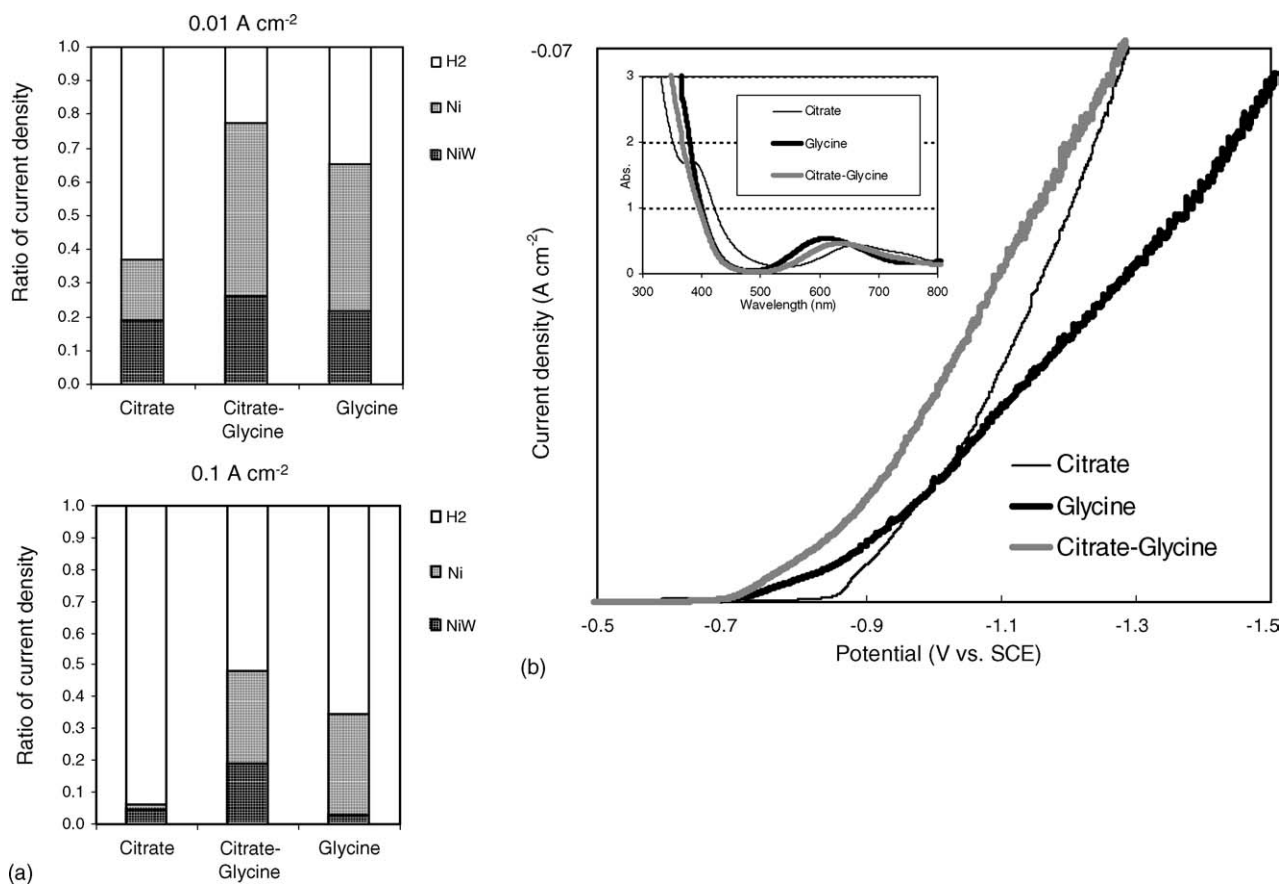 0.01 A cm-2
Ratio of current density
1.0
0.9
0.8
0.7
0.6
0.5
0.4
0.3
0.2
0.1
0.0
Citrate
Citrate-
Glycine
Glycine
H2
Ni
NiW
0.1 A cm-2
Ratio of current density
1.0
0.9
0.8
0.7
0.6
0.5
0.4
0.3
0.2
0.1
0.0
Citrate
Citrate-
Glycine
Glycine
H2
Ni
NiW
(a)
-0.07
Current density (A cm-2)
3
2
1
0
Abs.
300 400 500 600 700 800
Wavelength (nm)
Citrate
Glycine
Citrate-Glycine
Citrate
Glycine
Citrate-Glycine
-0.5 -0.7 -0.9 -1.1 -1.3 -1.5
Potential (V vs. SCE)
(b)